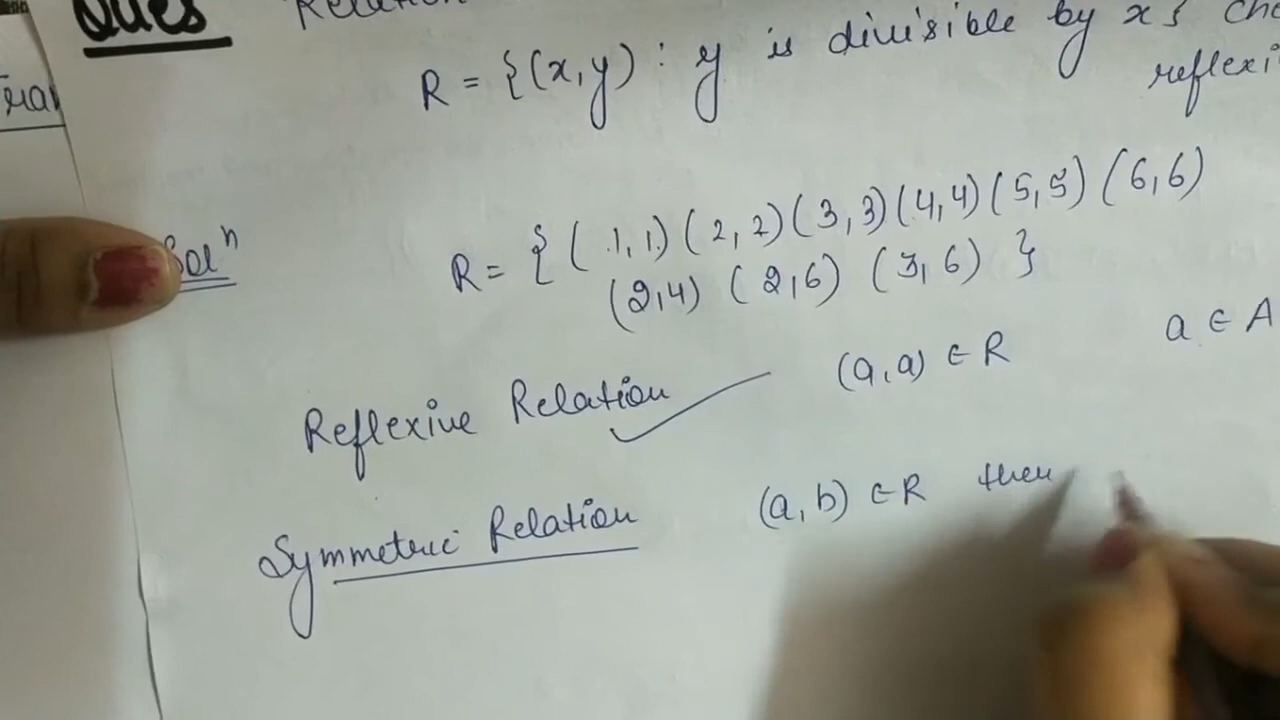 Ques Relation
R = {(x,y) : y is divisible by x}
reflexi
R = { (1,1) (2,2) (3,3) (4,4) (5,5) (6,6)
(2,4) (2,6) (3,6) }
Solⁿ
Reflexive Relation ✓ (a,a) ∈ R a ∈ A
Symmetric Relation (a,b) ∈ R then